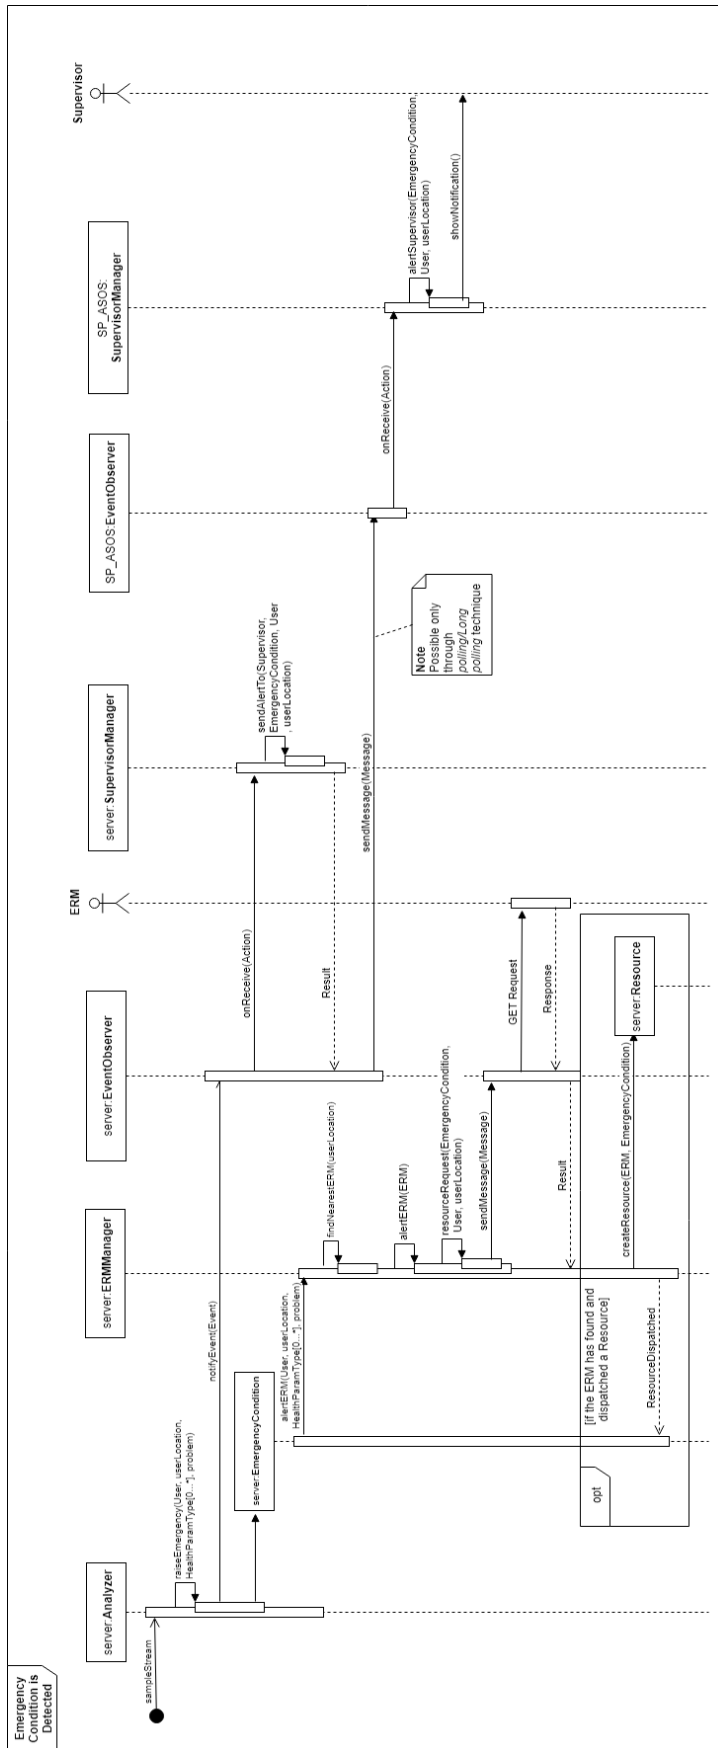 Emergency
Condition is
Detected
server:Analyzer
server:EmergencyCondition
server:ERMManager
server:EventObserver
ERM
server:SupervisorManager
SP_ASOS:EventObserver
SP_ASOS:
SupervisorManager
Supervisor
sampleStream
raiseEmergency(User, userLocation,
HealthParamType[0...*], problem)
notifyEvent(Event)
onReceive(Action)
sendAlertTo(Supervisor,
EmergencyCondition, User
, userLocation)
Result
alertERM(User, userLocation,
HealthParamType[0...*], problem)
findNearestERM(userLocation)
sendMessage(Message)
Note
Possible only
through
polling/Long
polling technique
onReceive(Action)
alertSupervisor(EmergencyCondition,
User, userLocation)
showNotification()
alertERM(ERM)
resourceRequest(EmergencyCondition,
User, userLocation)
sendMessage(Message)
GET Request
Response
Result
opt
[if the ERM has found and
dispatched a Resource]
createResource(ERM, EmergencyCondition)
server:Resource
ResourceDispatched